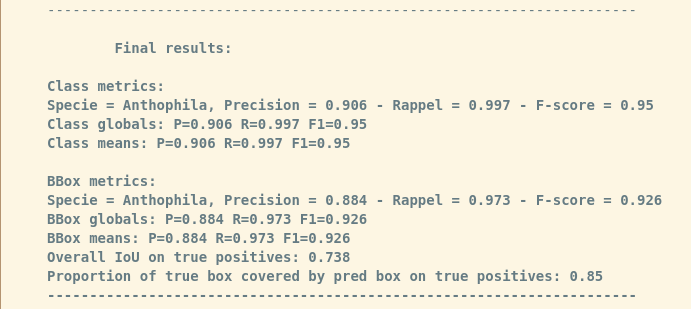 ----------------------------------------------------------------------
Final results:
Class metrics:
Specie = Anthophila, Precision = 0.906 - Rappel = 0.997 - F-score = 0.95
Class globals: P=0.906 R=0.997 F1=0.95
Class means: P=0.906 R=0.997 F1=0.95
BBox metrics:
Specie = Anthophila, Precision = 0.884 - Rappel = 0.973 - F-score = 0.926
BBox globals: P=0.884 R=0.973 F1=0.926
BBox means: P=0.884 R=0.973 F1=0.926
Overall IoU on true positives: 0.738
Proportion of true box covered by pred box on true positives: 0.85
----------------------------------------------------------------------